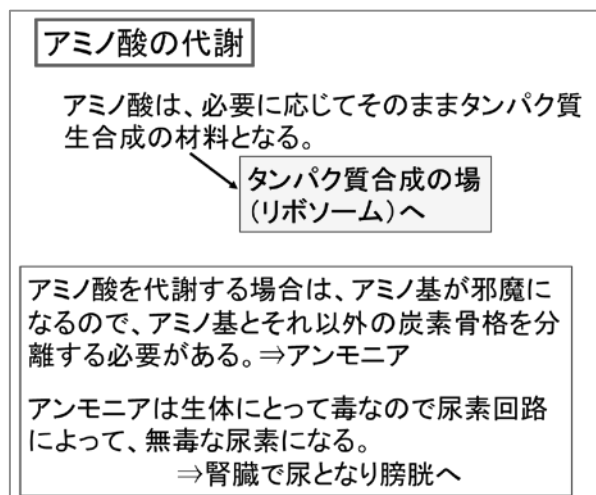 アミノ酸の代謝
アミノ酸は、必要に応じてそのままタンパク質
生合成の材料となる。
タンパク質合成の場
(リボソーム)へ
アミノ酸を代謝する場合は、アミノ基が邪魔に
なるので、アミノ基とそれ以外の炭素骨格を分
離する必要がある。⇒アンモニア
アンモニアは生体にとって毒なので尿素回路
によって、無毒な尿素になる。
⇒腎臓で尿となり膀胱へ